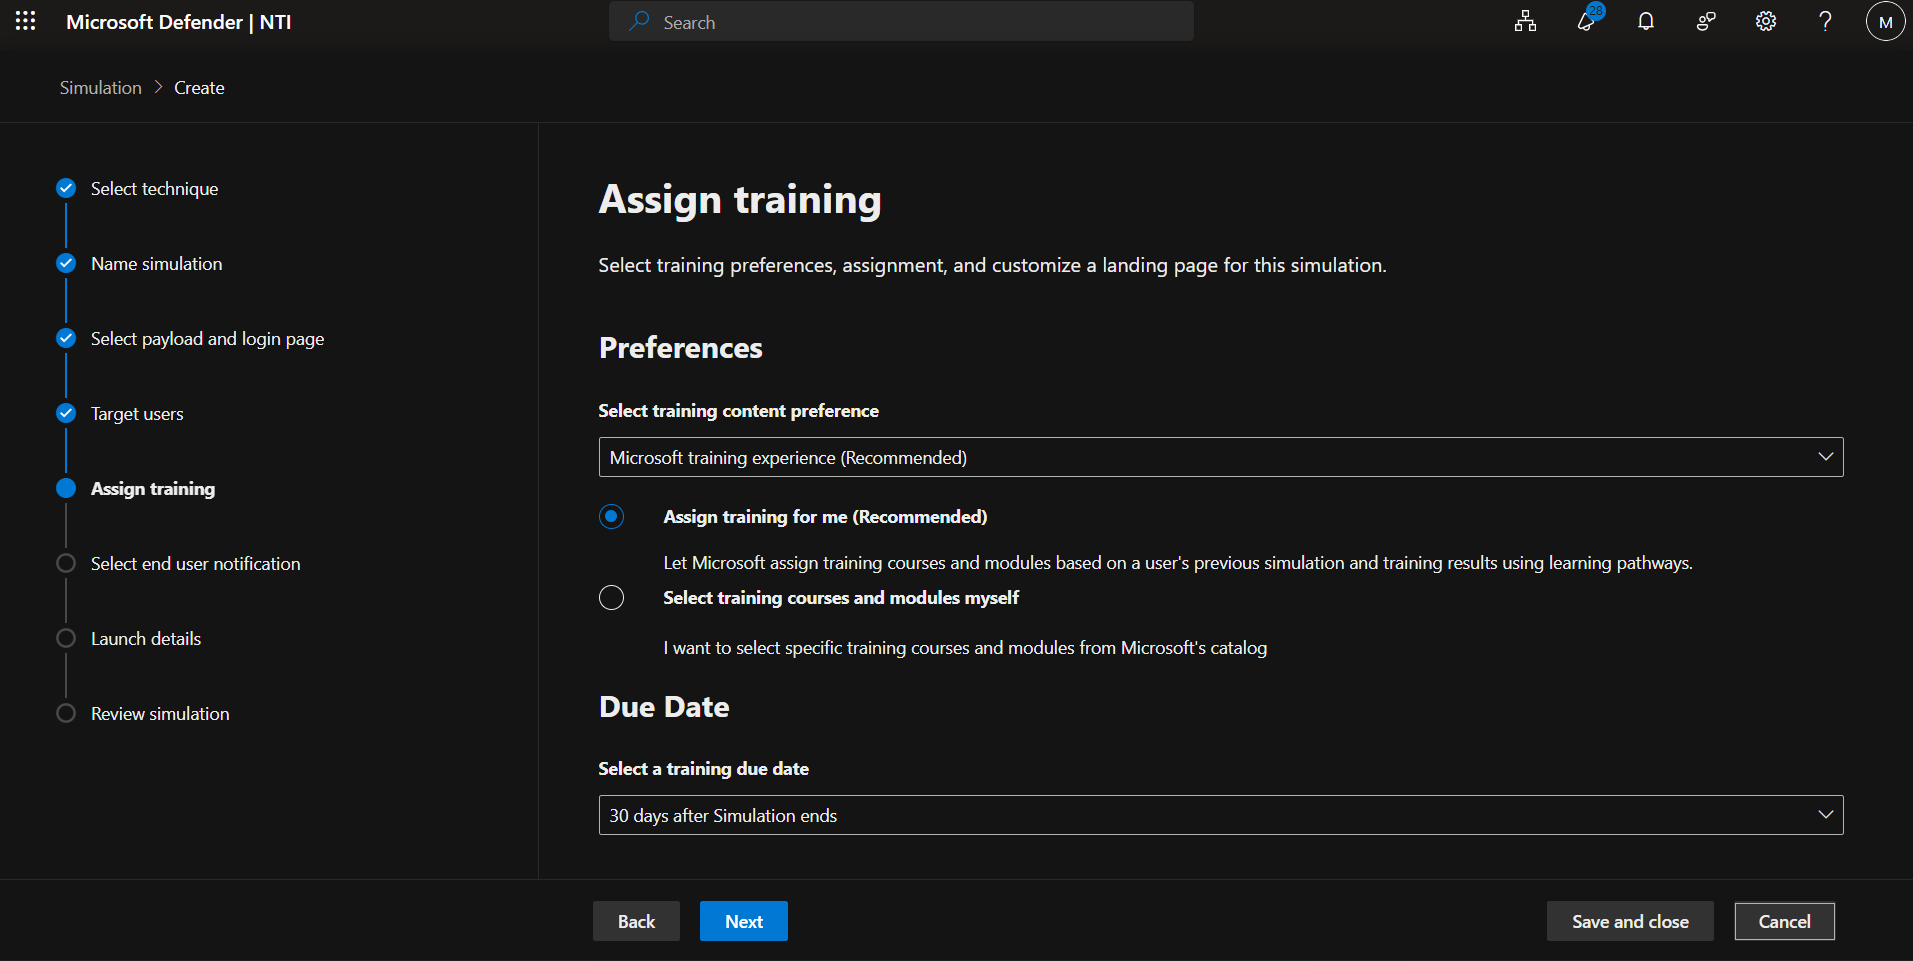 Microsoft Defender | NTI
Search
28
M
Simulation > Create
Select technique
Name simulation
Select payload and login page
Target users
Assign training
Select end user notification
Launch details
Review simulation
Assign training
Select training preferences, assignment, and customize a landing page for this simulation.
Preferences
Select training content preference
Microsoft training experience (Recommended)
Assign training for me (Recommended)
Let Microsoft assign training courses and modules based on a user's previous simulation and training results using learning pathways.
Select training courses and modules myself
I want to select specific training courses and modules from Microsoft's catalog
Due Date
Select a training due date
30 days after Simulation ends
Back
Next
Save and close
Cancel